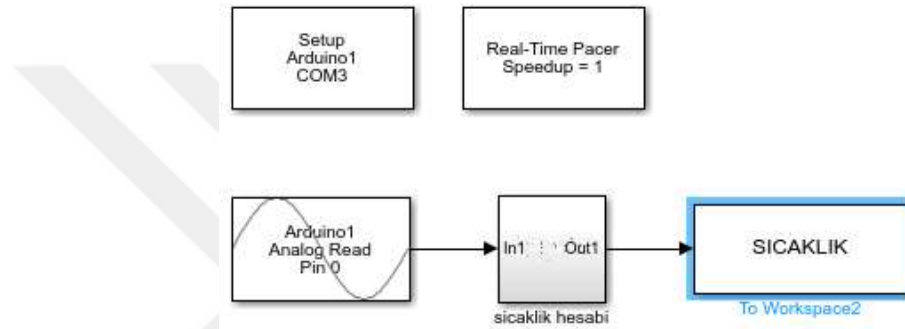 Setup
Arduino1
COM3
Real-Time Pacer
Speedup = 1
Arduino1
Analog Read
Pin 0
In1
Out1
sicaklik hesabi
SICAKLIK
To Workspace2